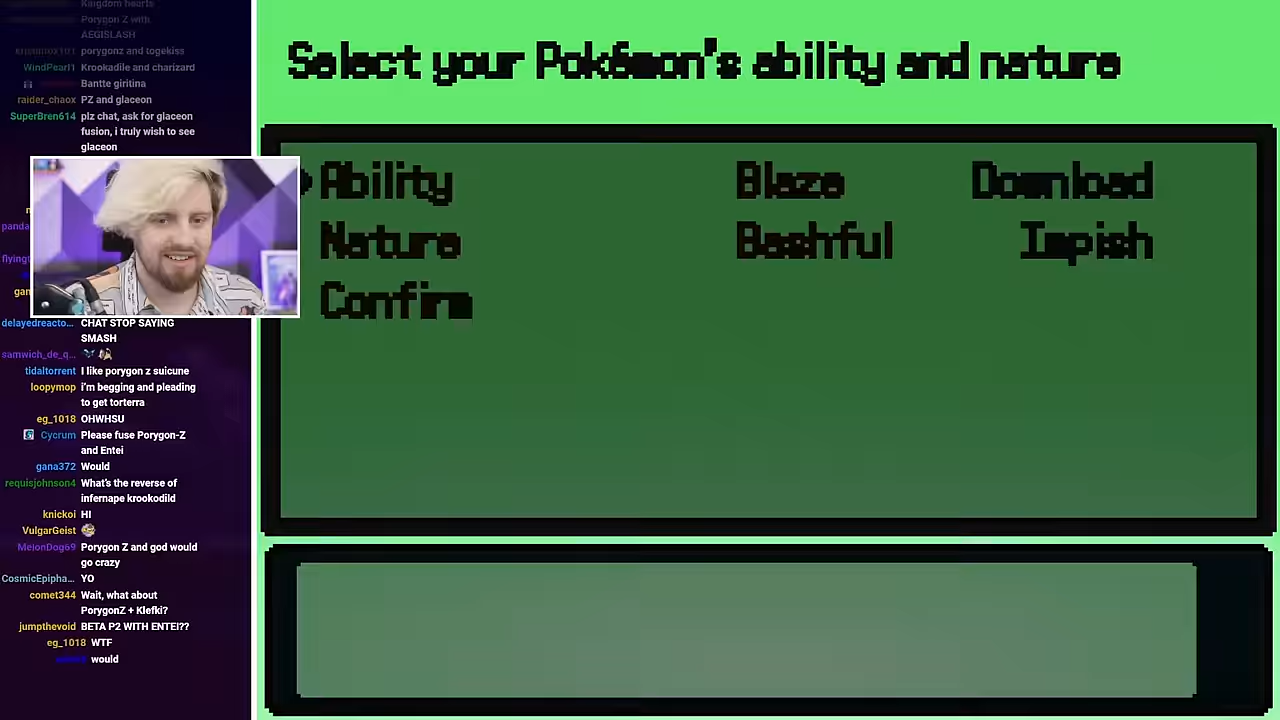 Kingdom hearts
Porygon Z with
AEGISLASH
porygonz and togekiss
WindPearl1 Krookadile and charizard
Bantte giritina
raider_chaox PZ and glaceon
SuperBren614 plz chat, ask for glaceon
fusion, i truly wish to see
glaceon
delayedreacto... CHAT STOP SAYING
SMASH
samwich_de_q...
tidaltorrent I like porygon z suicune
loopymop i'm begging and pleading
to get torterra
eg_1018 OHWHSU
Cycrum Please fuse Porygon-Z
and Entei
gana372 Would
requisjohnson4 What's the reverse of
infernape krookodild
knickoi HI
VulgarGeist
MelonDog69 Porygon Z and god would
go crazy
CosmicEpipha... YO
comet344 Wait, what about
PorygonZ + Klefki?
jumpthevoid BETA P2 WITH ENTEI??
eg_1018 WTF
would
Select your Pokémon's ability and nature
Ability Blaze Download
Nature Bashful Impish
Confirm